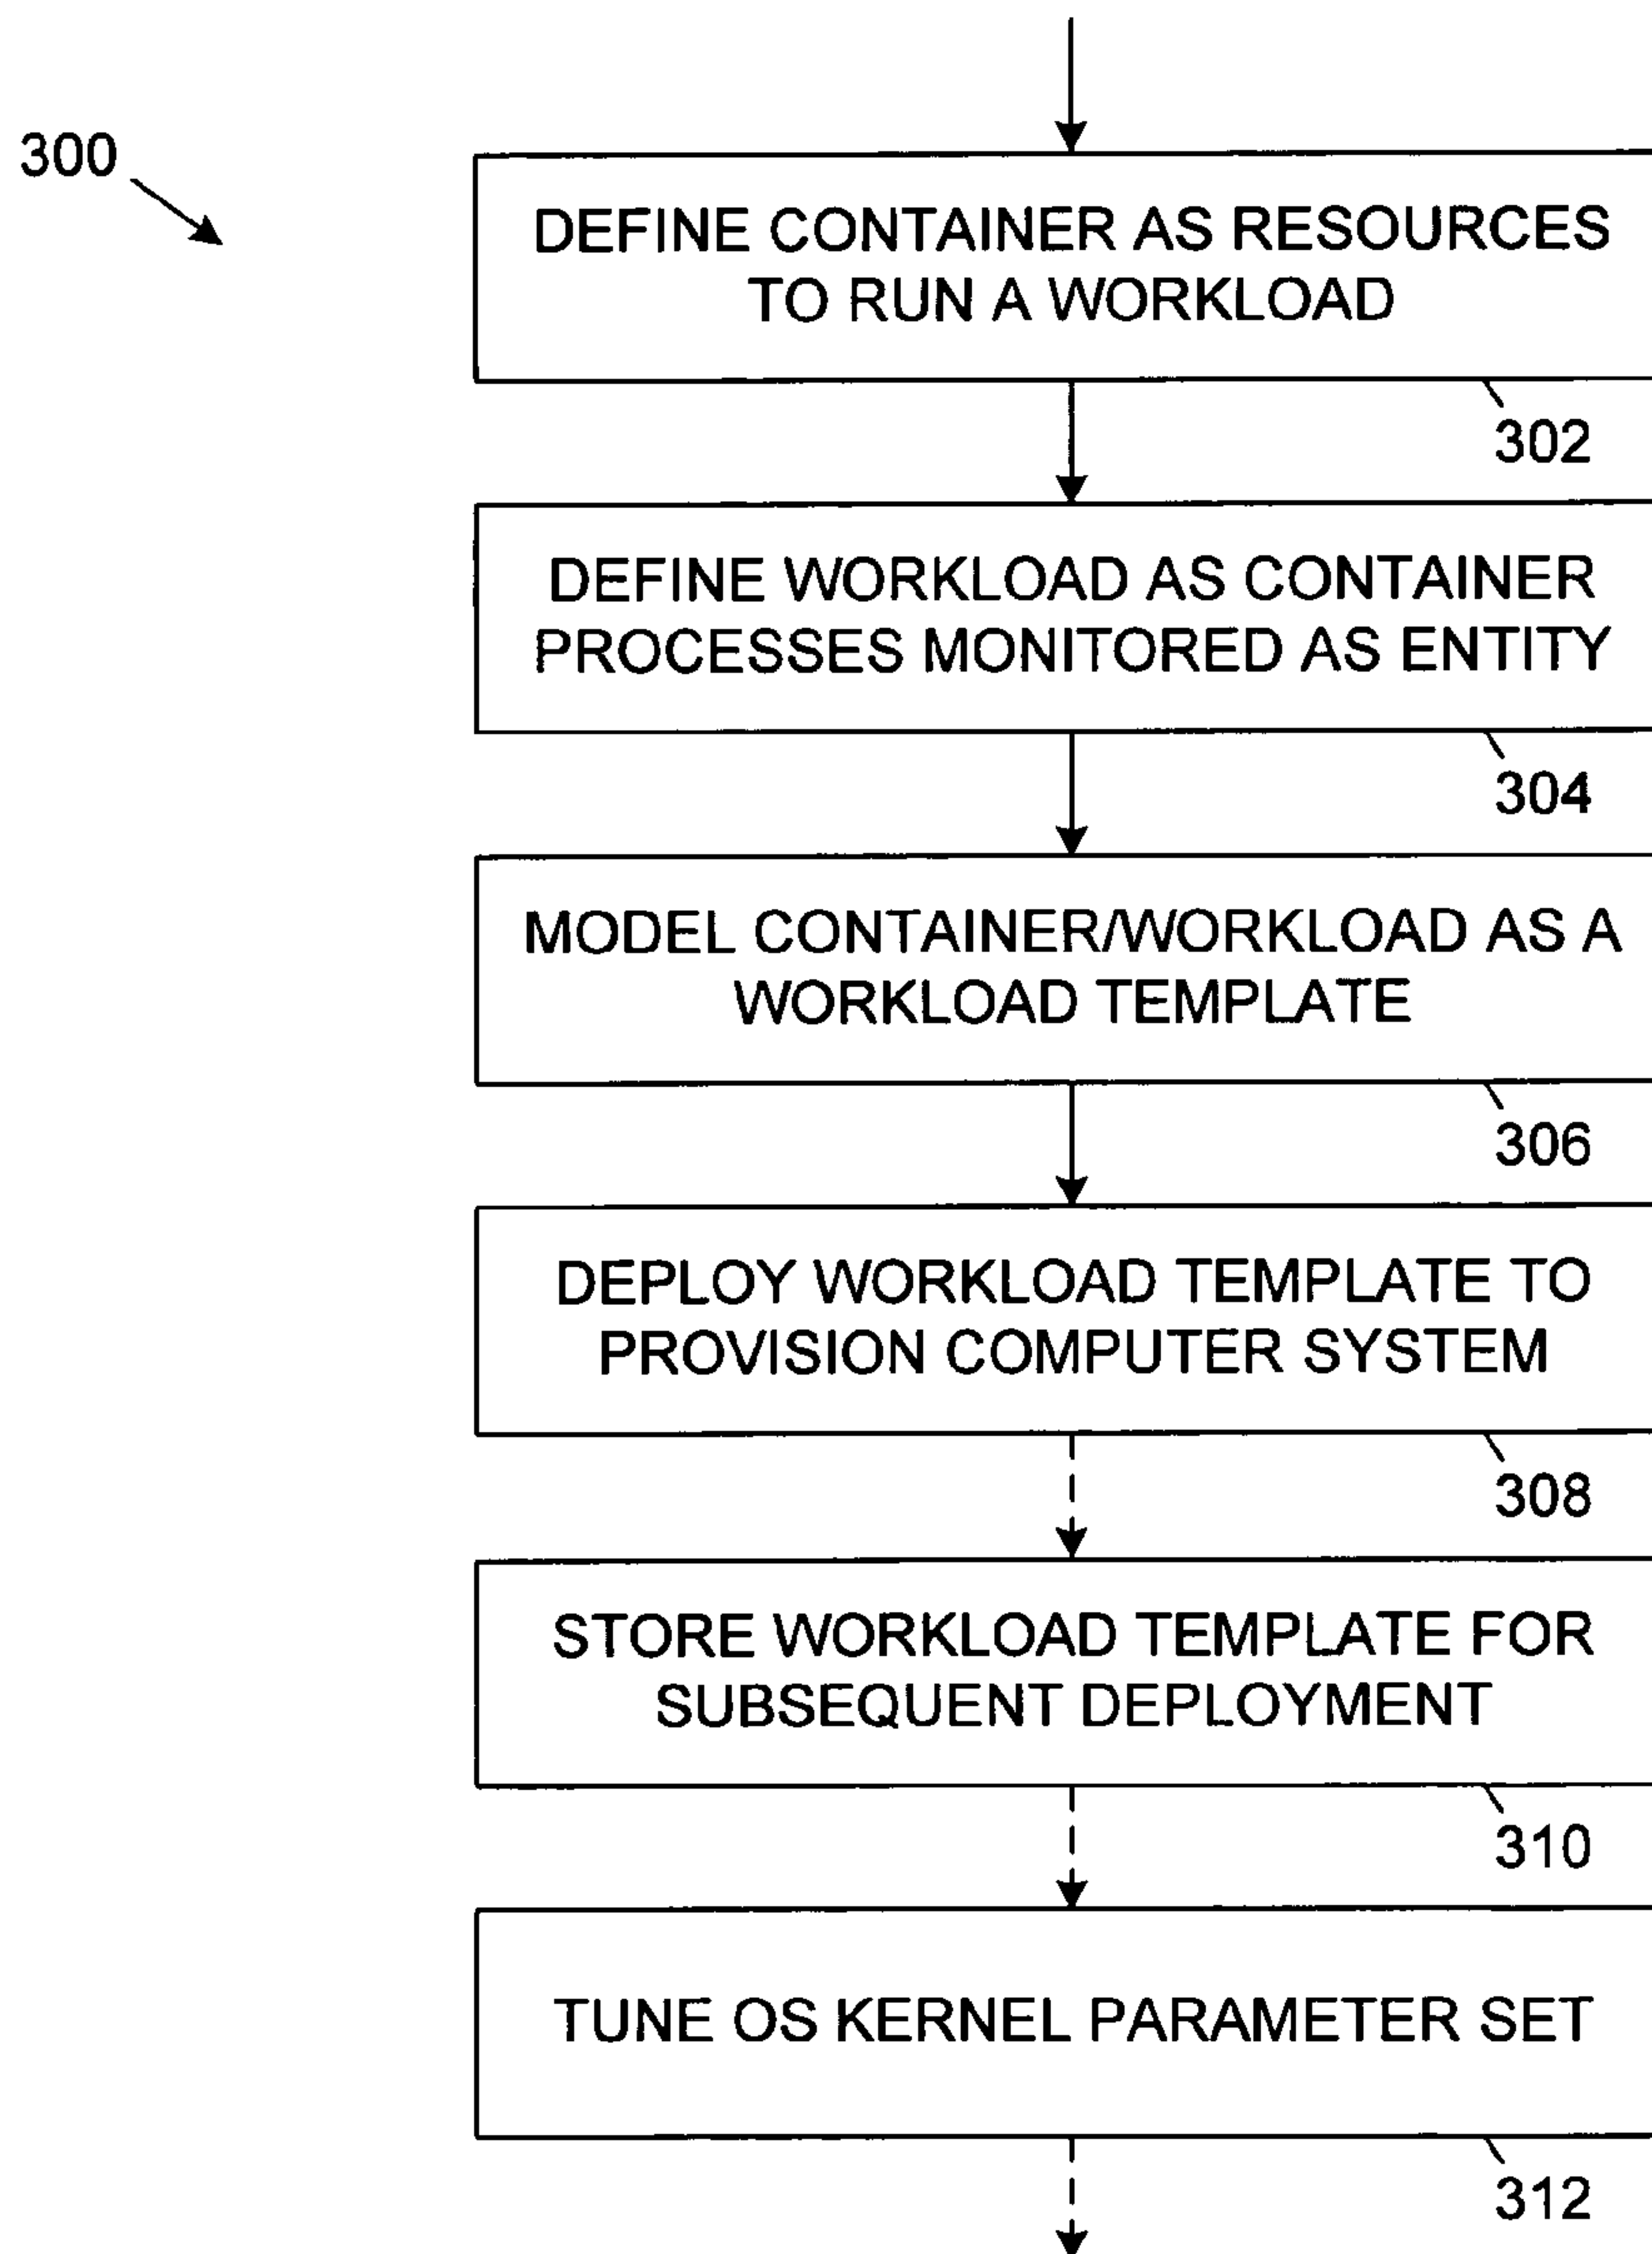 300
DEFINE CONTAINER AS RESOURCES
TO RUN A WORKLOAD
302
DEFINE WORKLOAD AS CONTAINER
PROCESSES MONITORED AS ENTITY
304
MODEL CONTAINER/WORKLOAD AS A
WORKLOAD TEMPLATE
306
DEPLOY WORKLOAD TEMPLATE TO
PROVISION COMPUTER SYSTEM
308
STORE WORKLOAD TEMPLATE FOR
SUBSEQUENT DEPLOYMENT
310
TUNE OS KERNEL PARAMETER SET
312